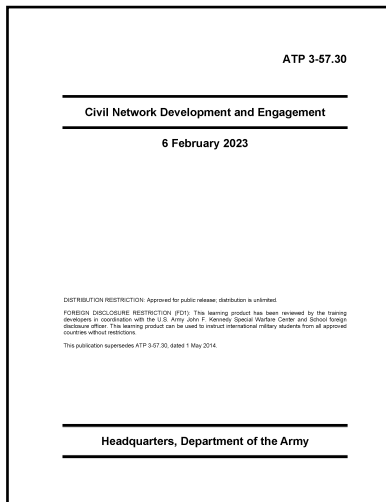 ATP 3-57.30
Civil Network Development and Engagement
6 February 2023
DISTRIBUTION RESTRICTION: Approved for public release; distribution is unlimited.
FOREIGN DISCLOSURE RESTRICTION (FD1): This learning product has been reviewed by the training
developers in coordination with the U.S. Army John F. Kennedy Special Warfare Center and School foreign
disclosure officer. This learning product can be used to instruct international military students from all approved
countries without restrictions.
This publication supersedes ATP 3-57.30, dated 1 May 2014.
Headquarters, Department of the Army